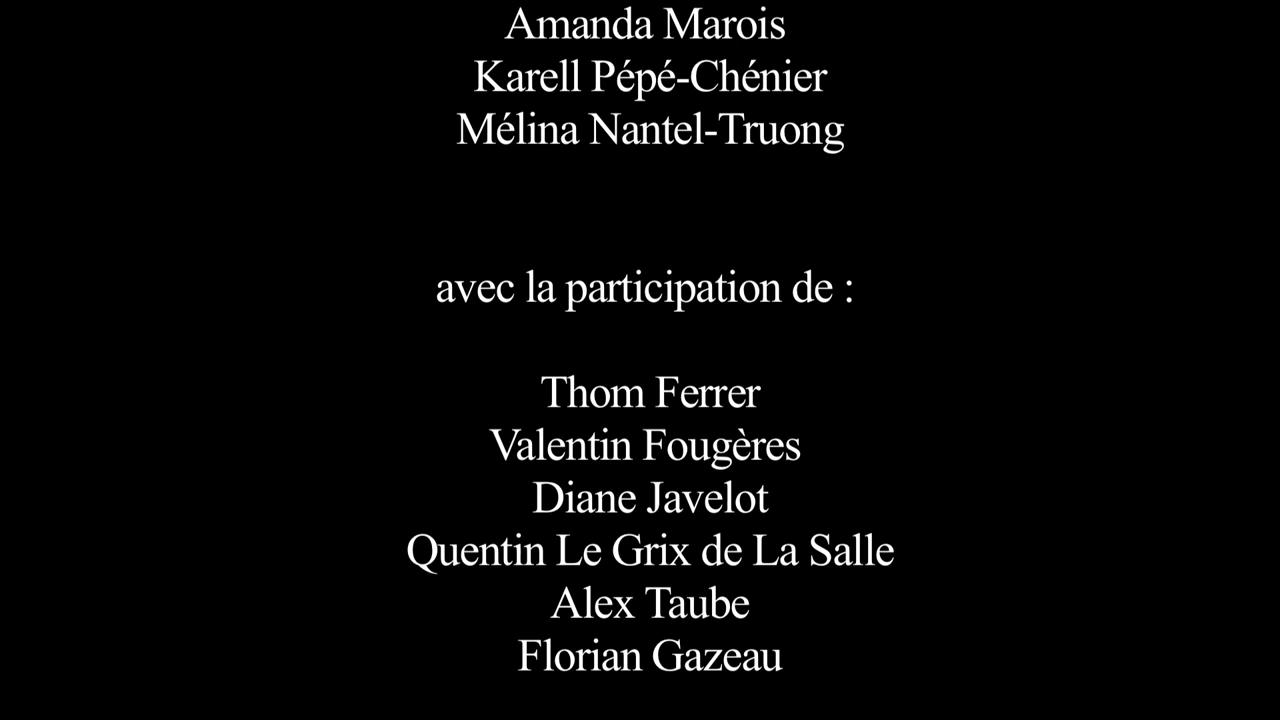 Amanda Marois
Karell Pépé-Chénier
Mélina Nantel-Truong
avec la participation de :
Thom Ferrer
Valentin Fougères
Diane Javelot
Quentin Le Grix de La Salle
Alex Taube
Florian Gazeau